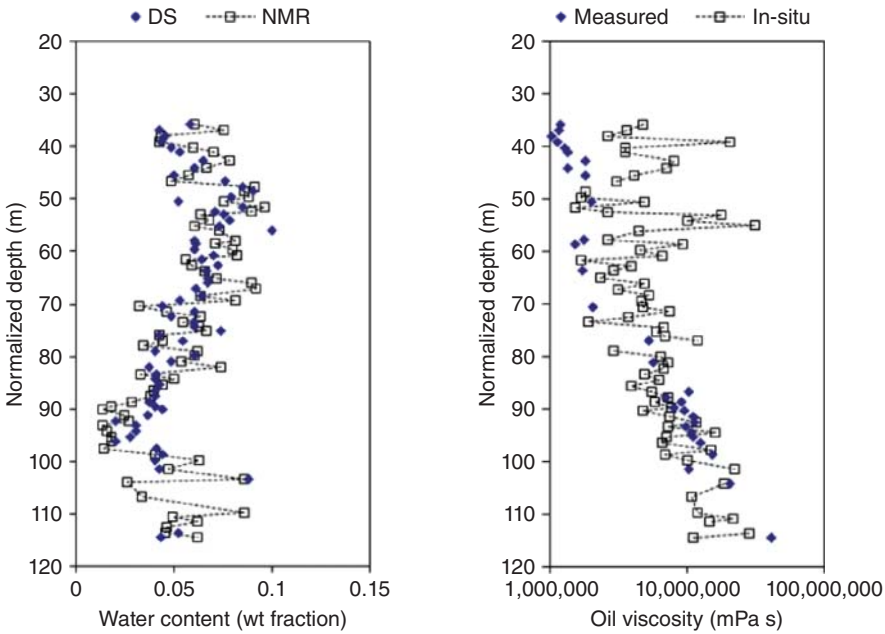 DS NMR
20
30
40
50
60
70
80
90
100
110
120
Normalized depth (m)
0 0.05 0.1 0.15
Water content (wt fraction)
Measured In-situ
20
30
40
50
60
70
80
90
100
110
120
Normalized depth (m)
1,000,000 10,000,000 100,000,000
Oil viscosity (mPa s)